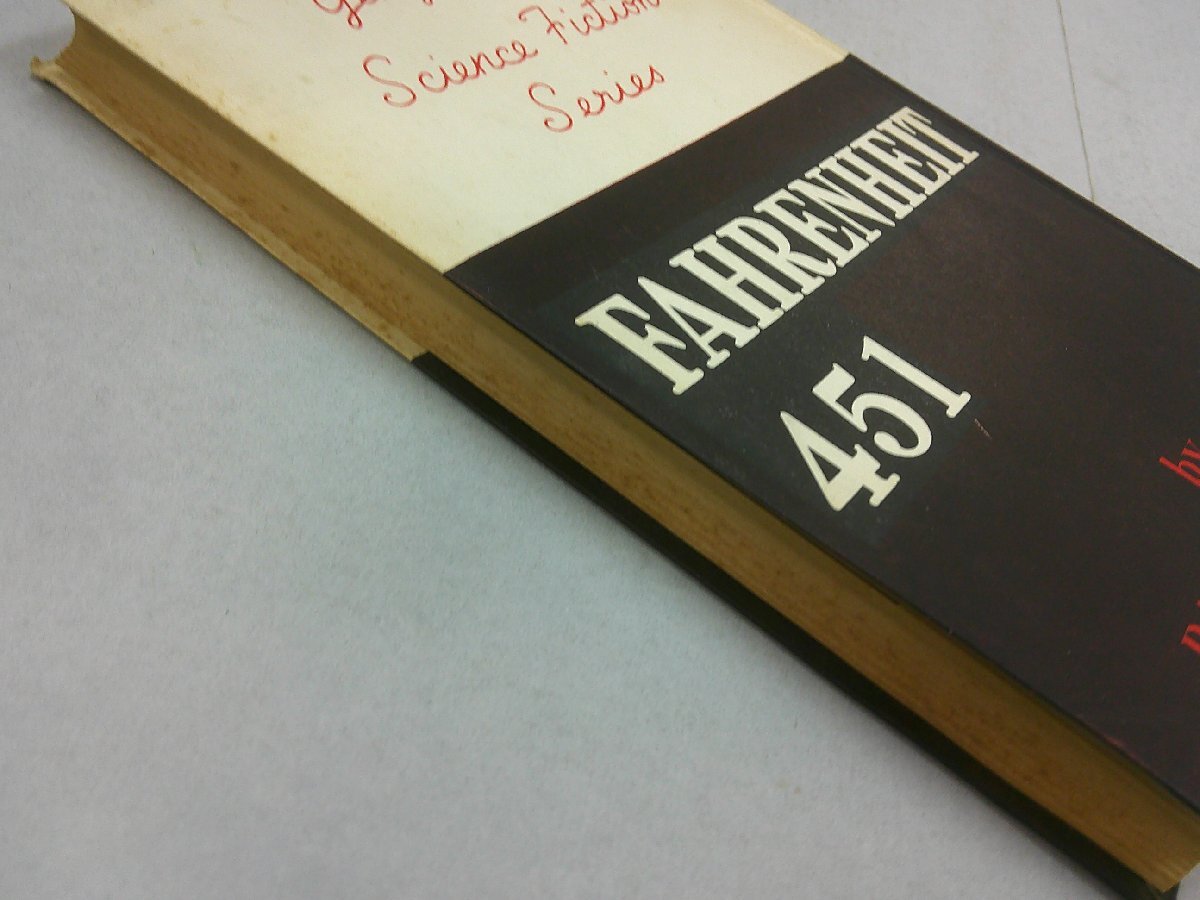 Science Fiction
Series
FAHRENHEIT
451
by